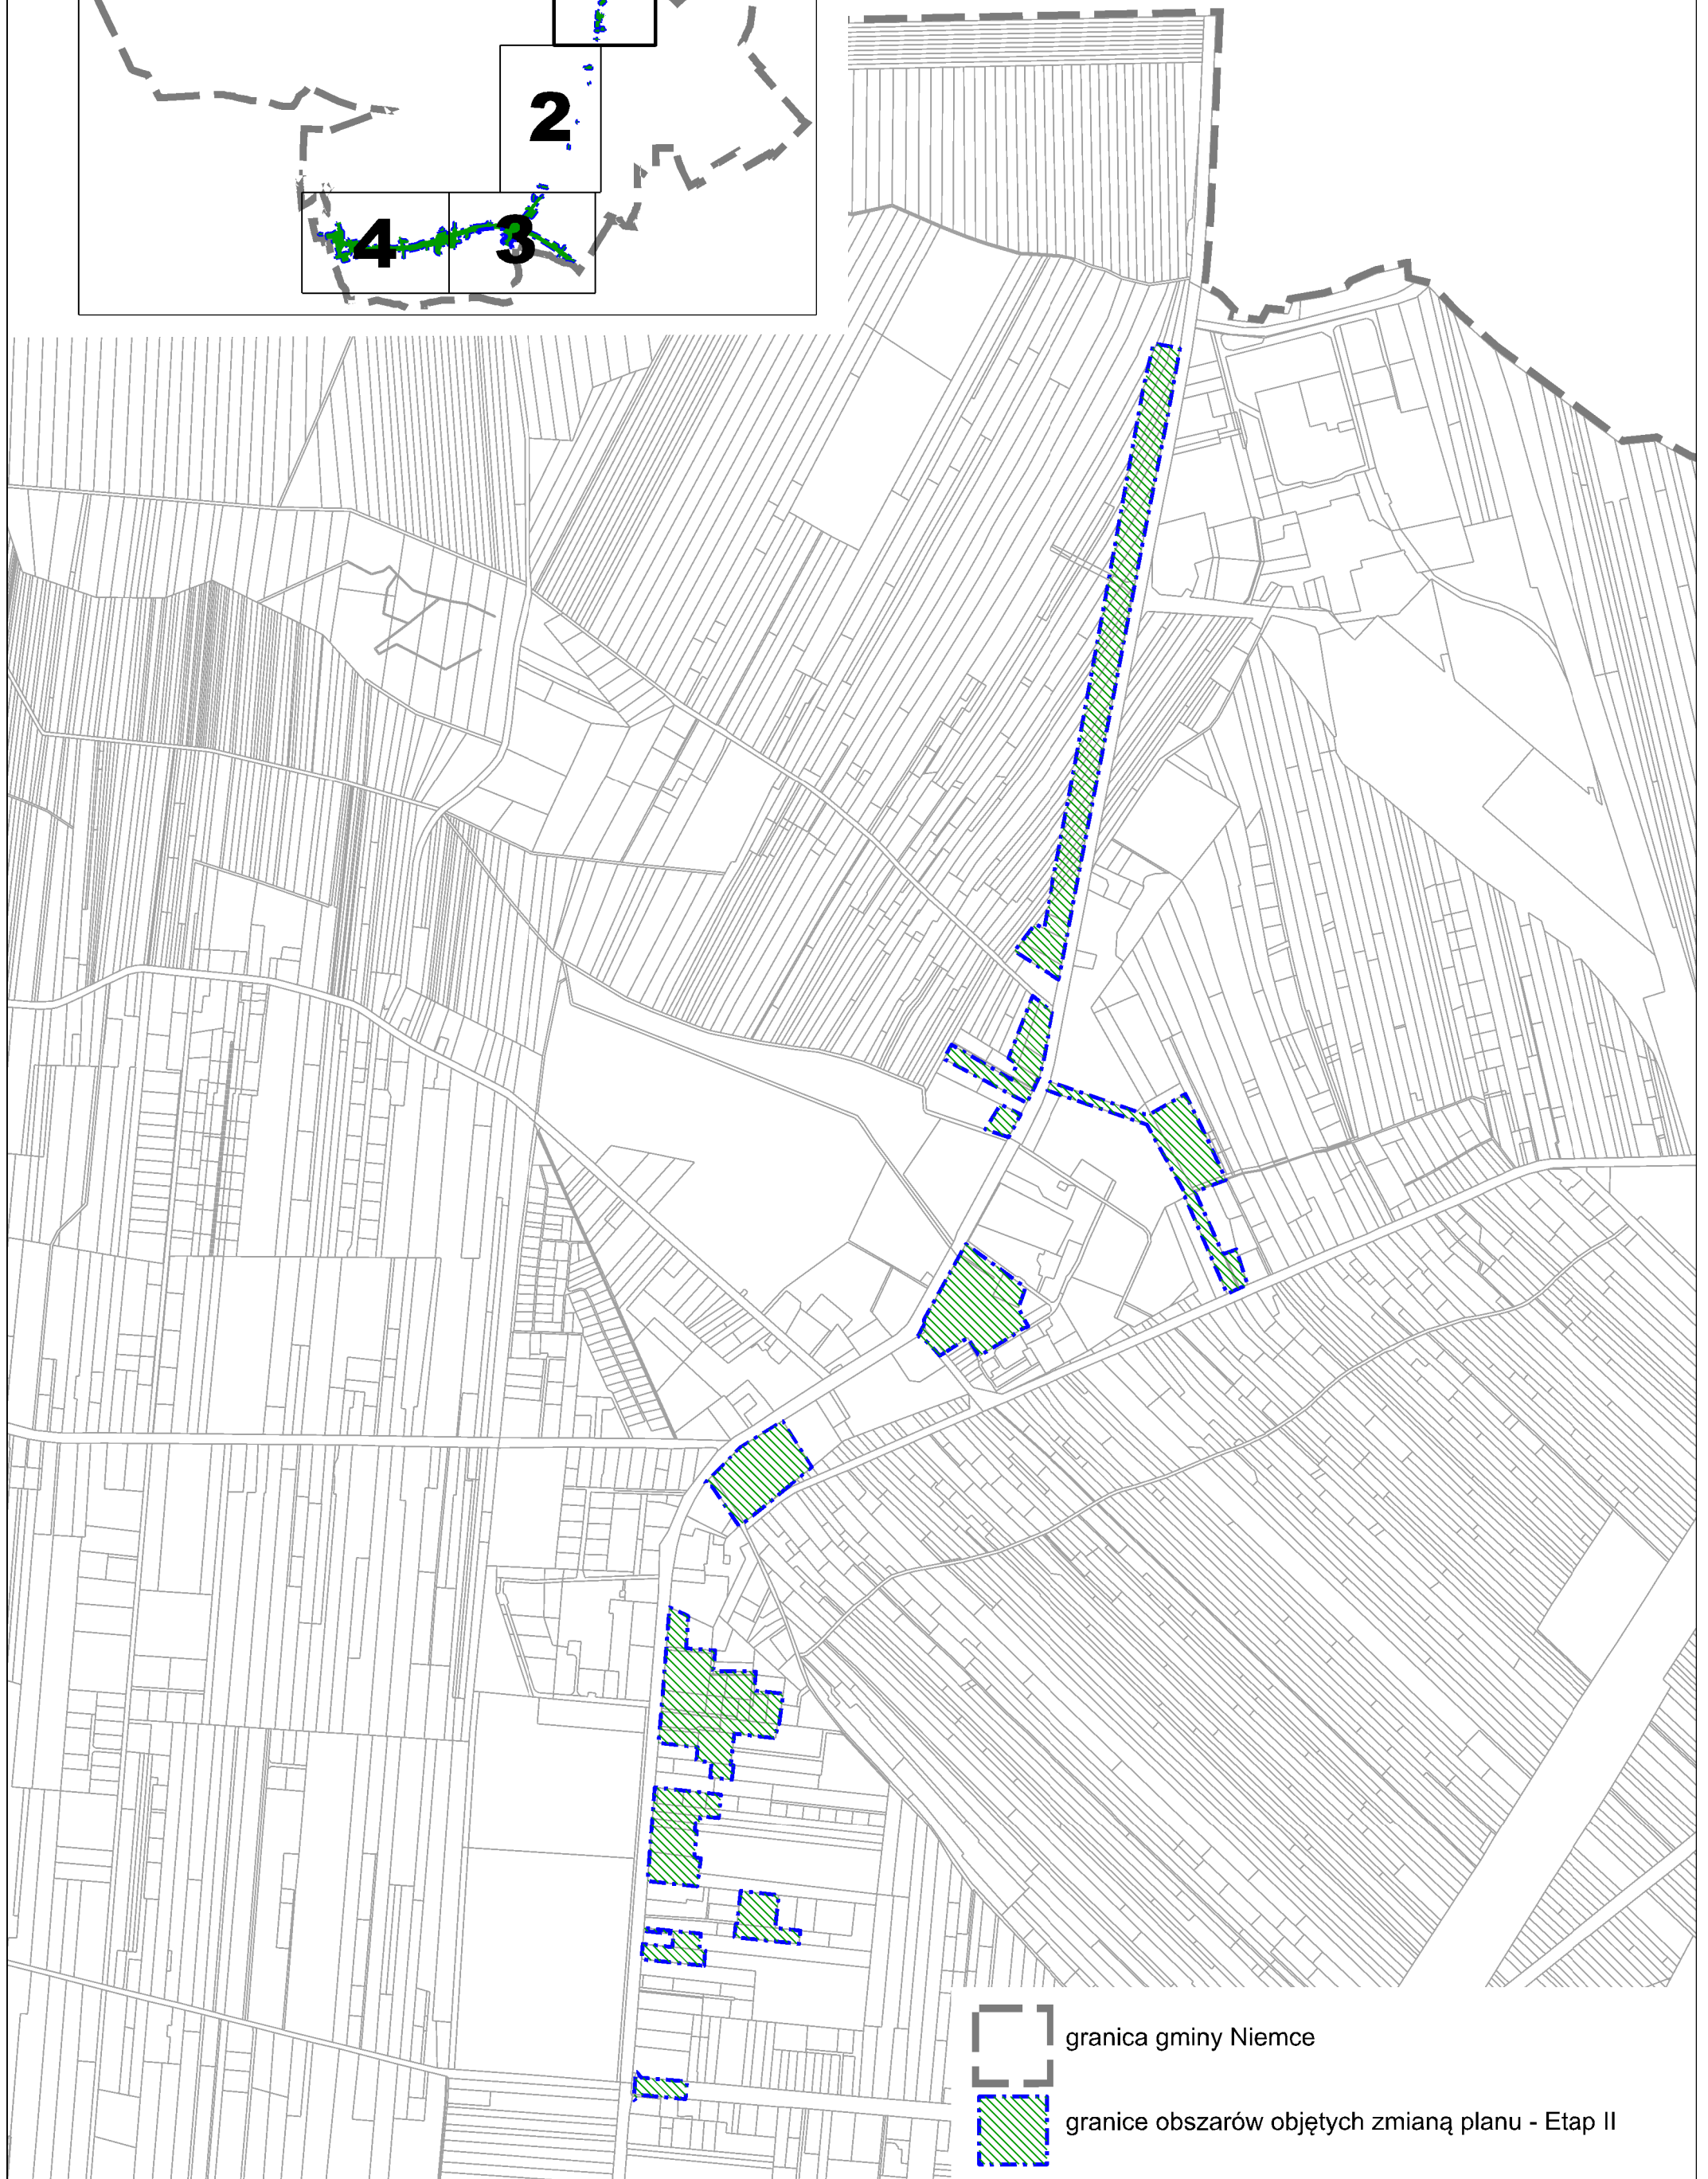 2
4
3
granica gminy Niemce
granice obszarów objętych zmianą planu - Etap II